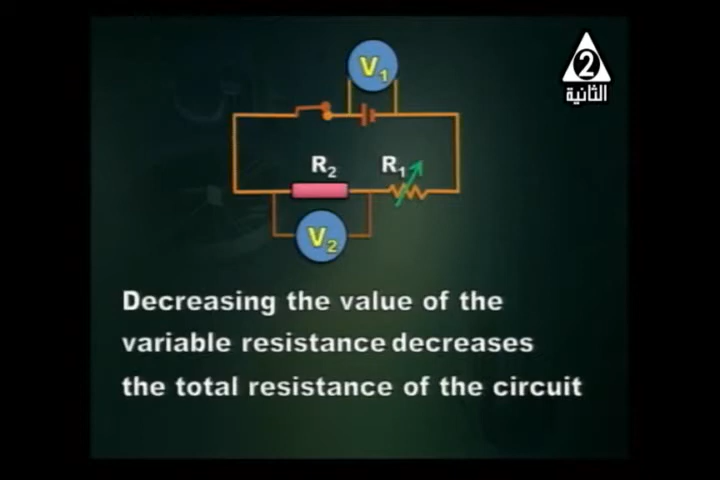 V1
2
الثانية
R2
R1
V2
Decreasing the value of the
variable resistance decreases
the total resistance of the circuit